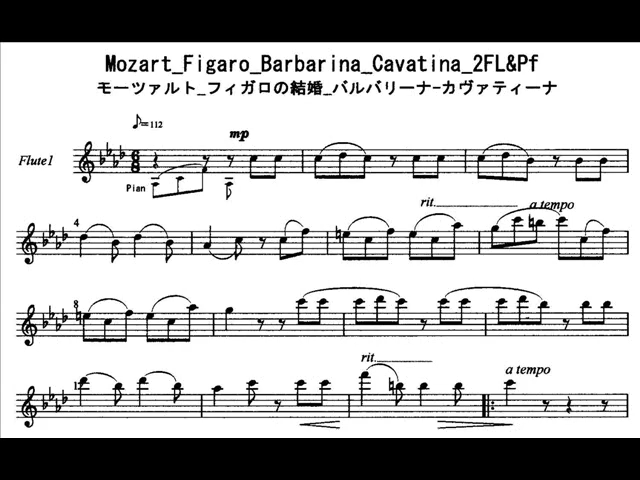 Mozart_Figaro_Barbarina_Cavatina_2FL&Pf
モーツァルト_フィガロの結婚_バルバリーナ-カヴァティーナ
♪=112
mp
Flute1
6
8
Pian
rit.
a tempo
4
8
rit.
a tempo